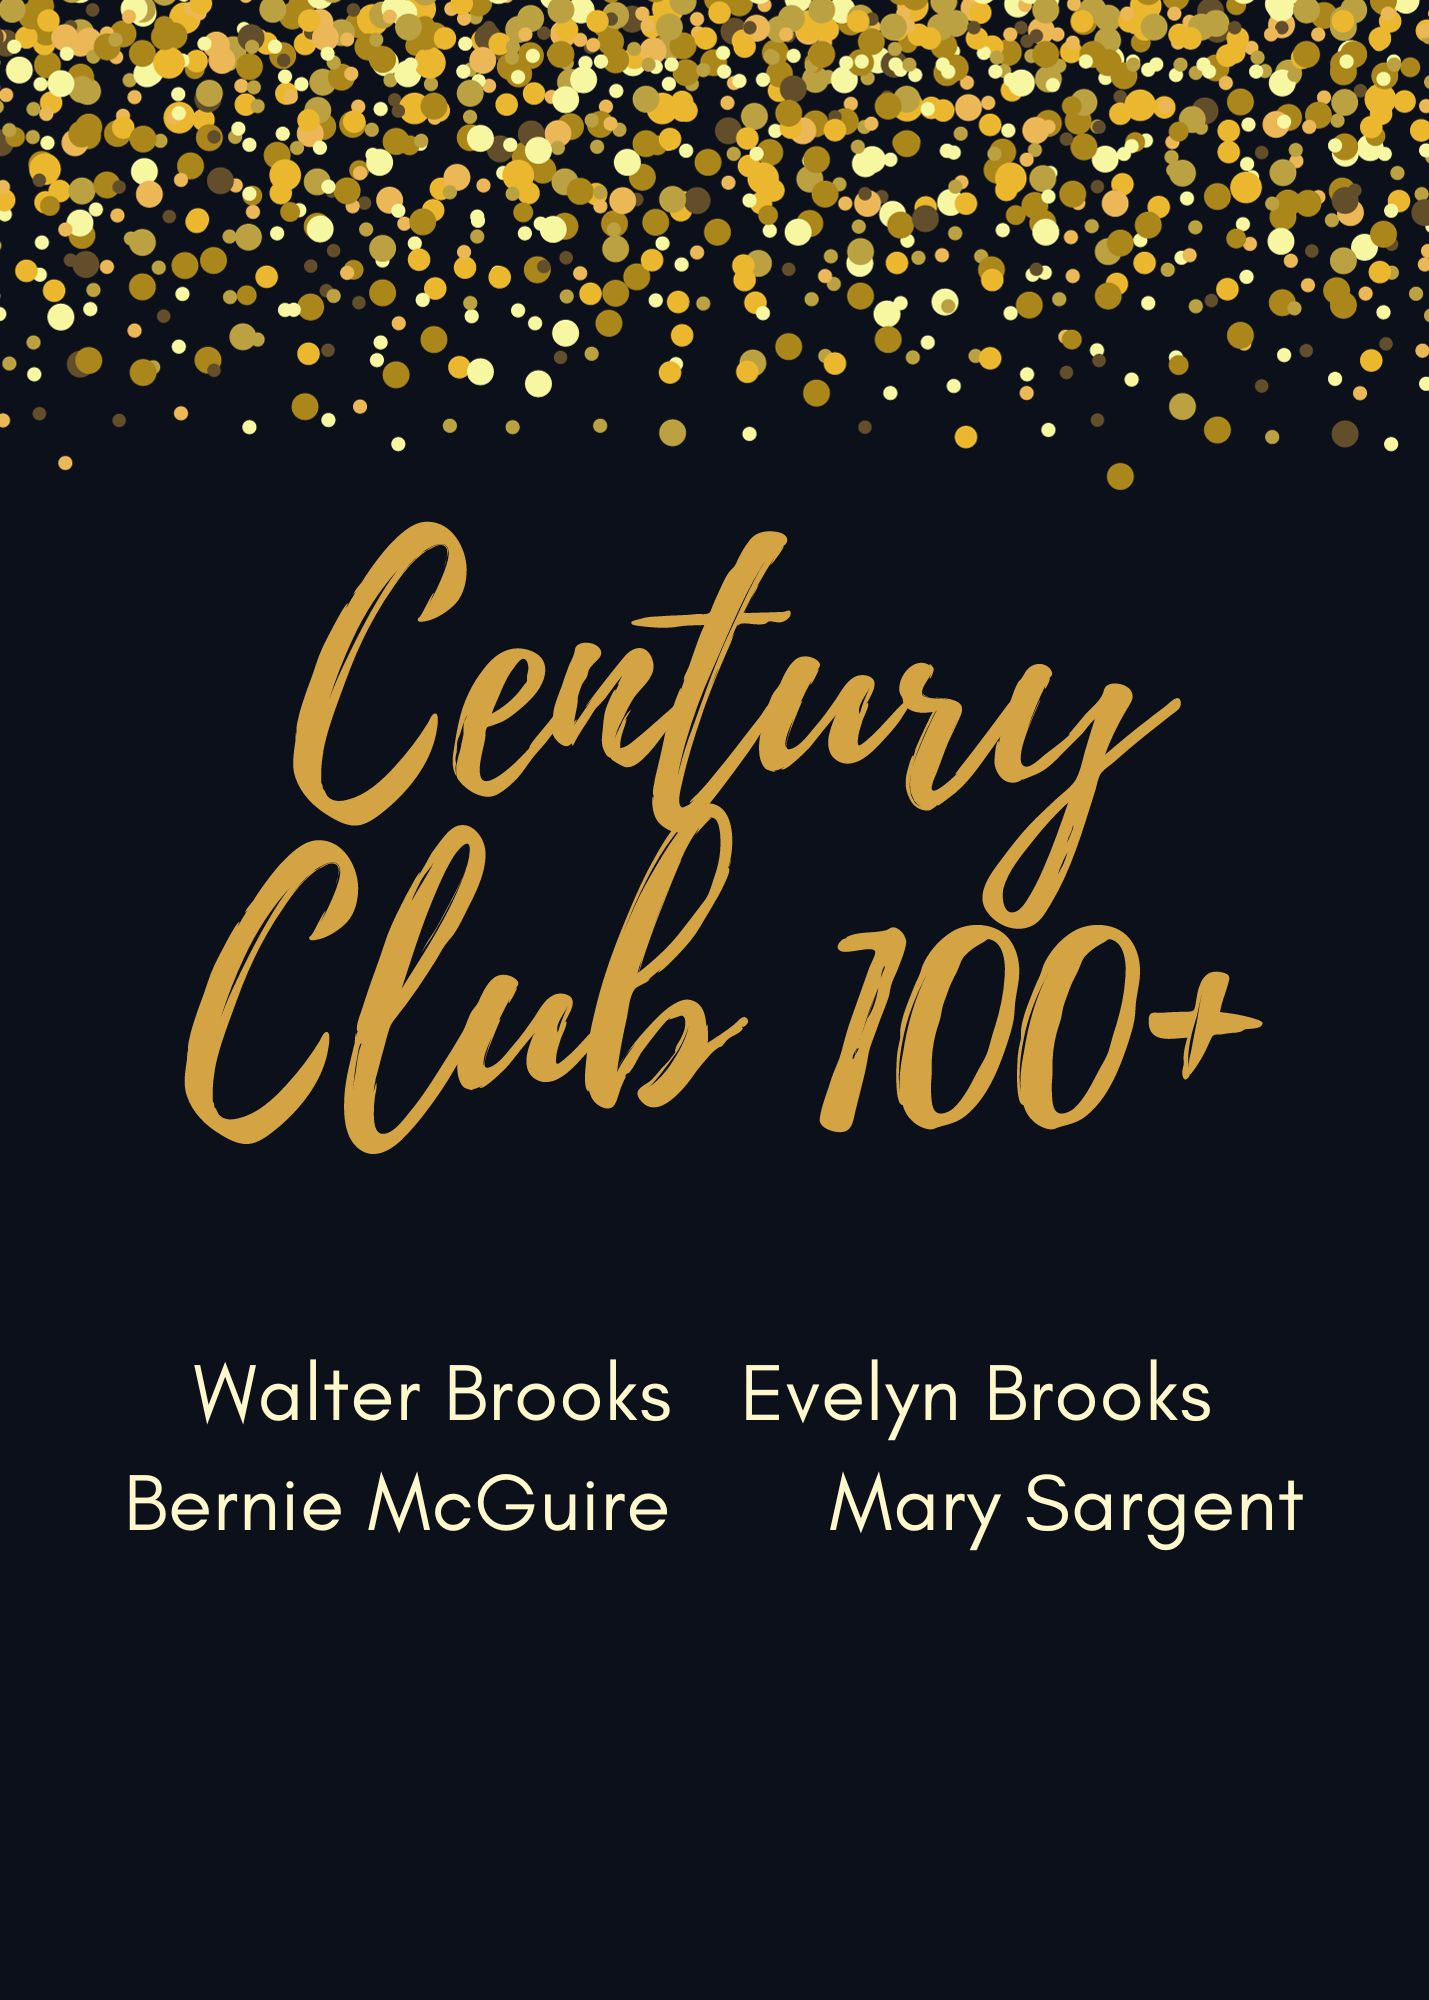 Century
Club 100+
Walter Brooks Evelyn Brooks
Bernie McGuire Mary Sargent